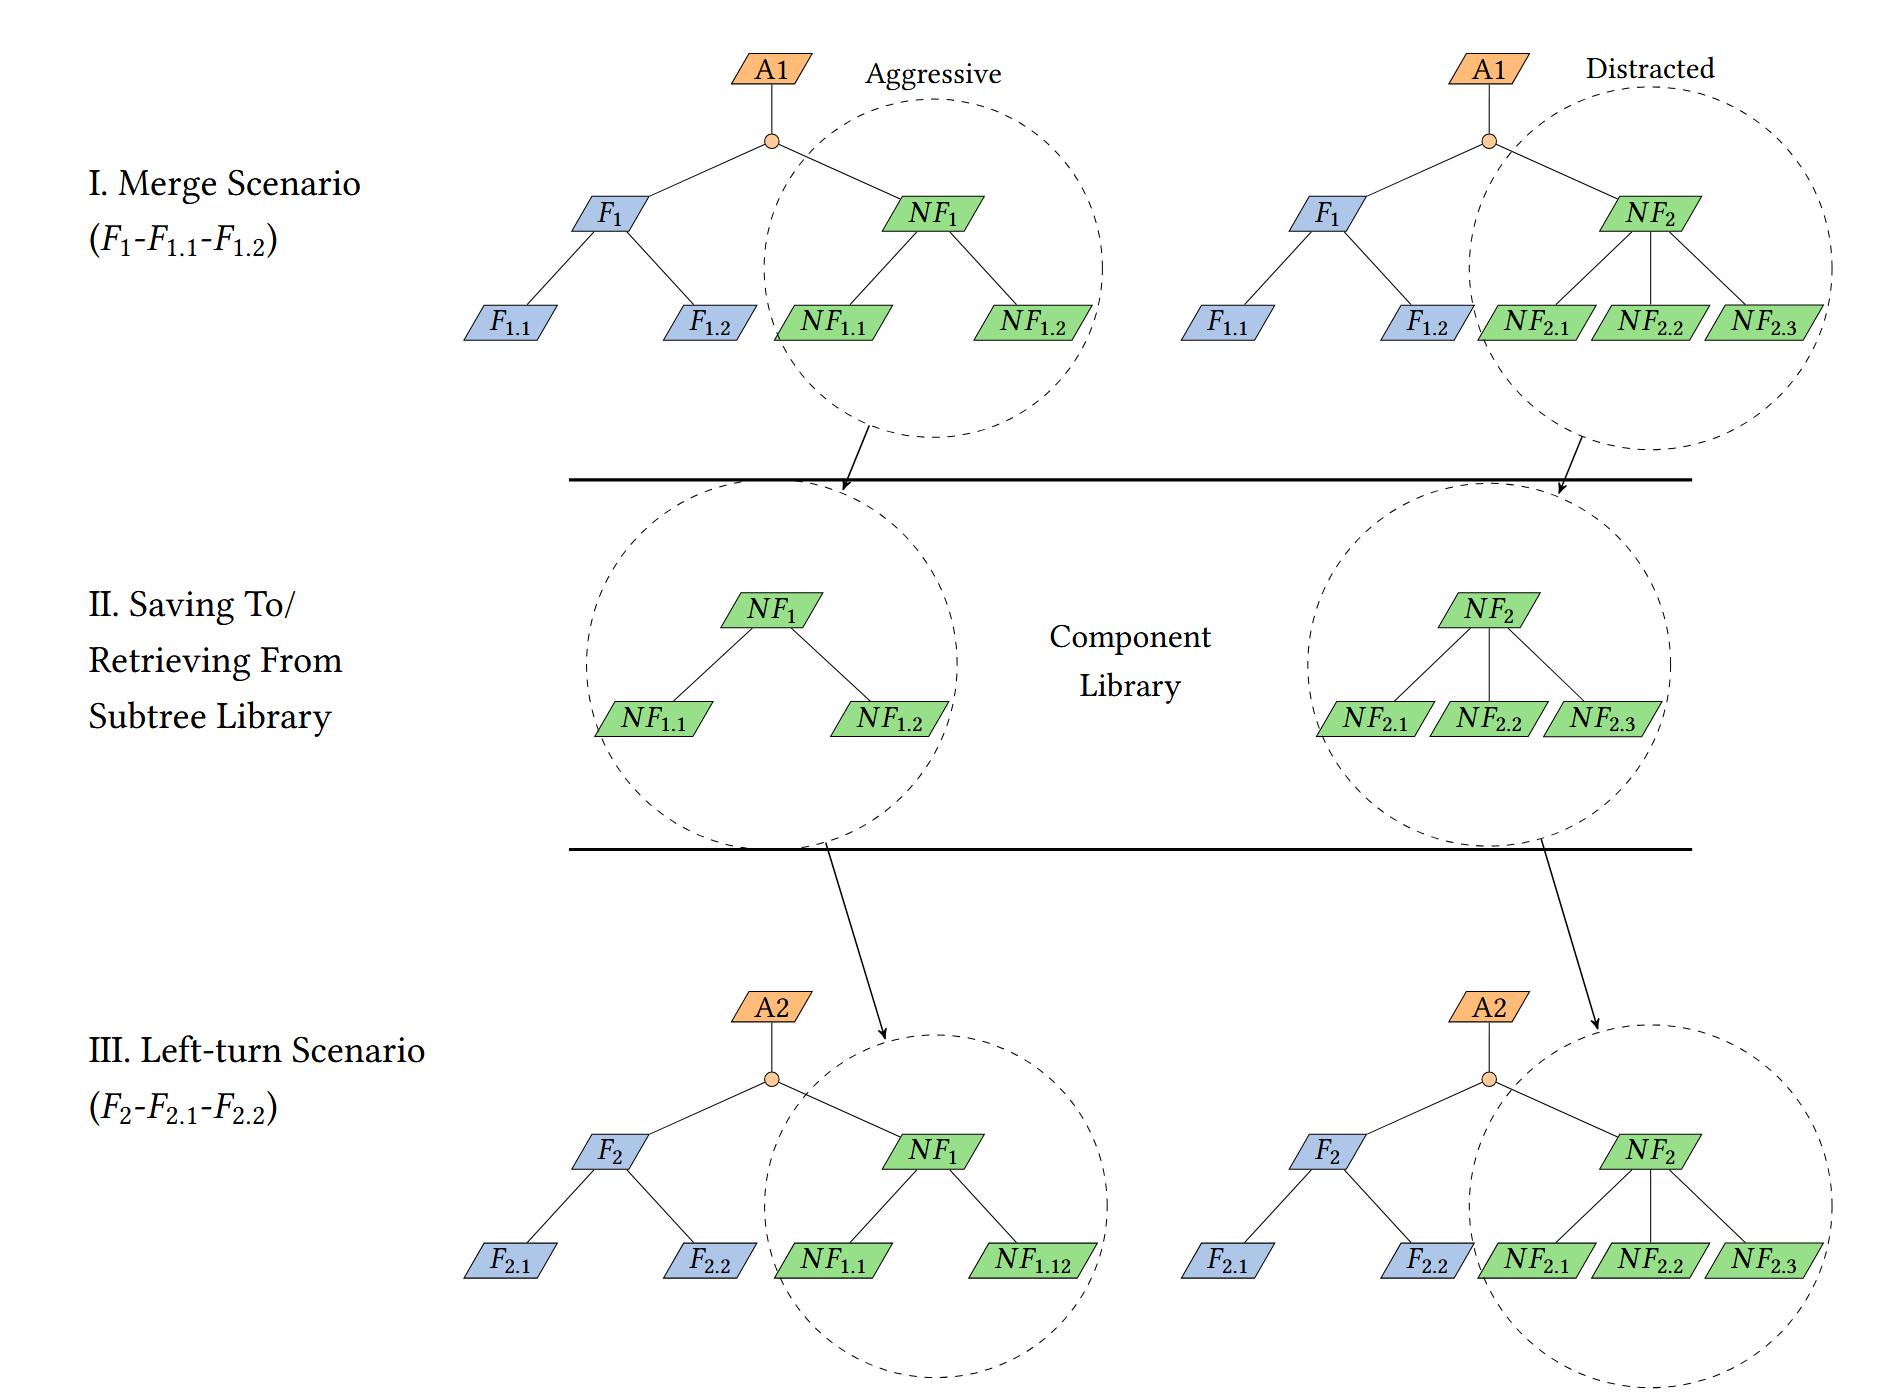 A1
Aggressive
A1
Distracted
I. Merge Scenario
(F1-F1.1-F1.2)
F1
NF1
F1
NF2
F1.1
F1.2
NF1.1
NF1.2
F1.1
F1.2
NF2.1
NF2.2
NF2.3
II. Saving To/
Retrieving From
Subtree Library
NF1
Component
Library
NF2
NF1.1
NF1.2
NF2.1
NF2.2
NF2.3
A2
A2
III. Left-turn Scenario
(F2-F2.1-F2.2)
F2
NF1
F2
NF2
F2.1
F2.2
NF1.1
NF1.12
F2.1
F2.2
NF2.1
NF2.2
NF2.3